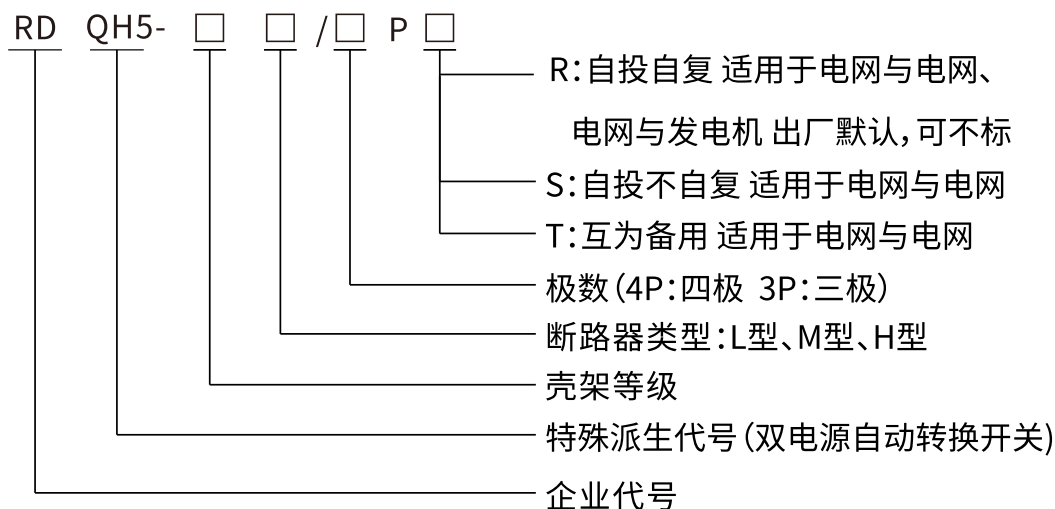 RD QH5-□ □/□ P □
R:自投自复 适用于电网与电网、
电网与发电机 出厂默认,可不标
S:自投不自复 适用于电网与电网
T:互为备用 适用于电网与电网
极数(4P:四极 3P:三极)
断路器类型:L型、M型、H型
壳架等级
特殊派生代号(双电源自动转换开关)
企业代号